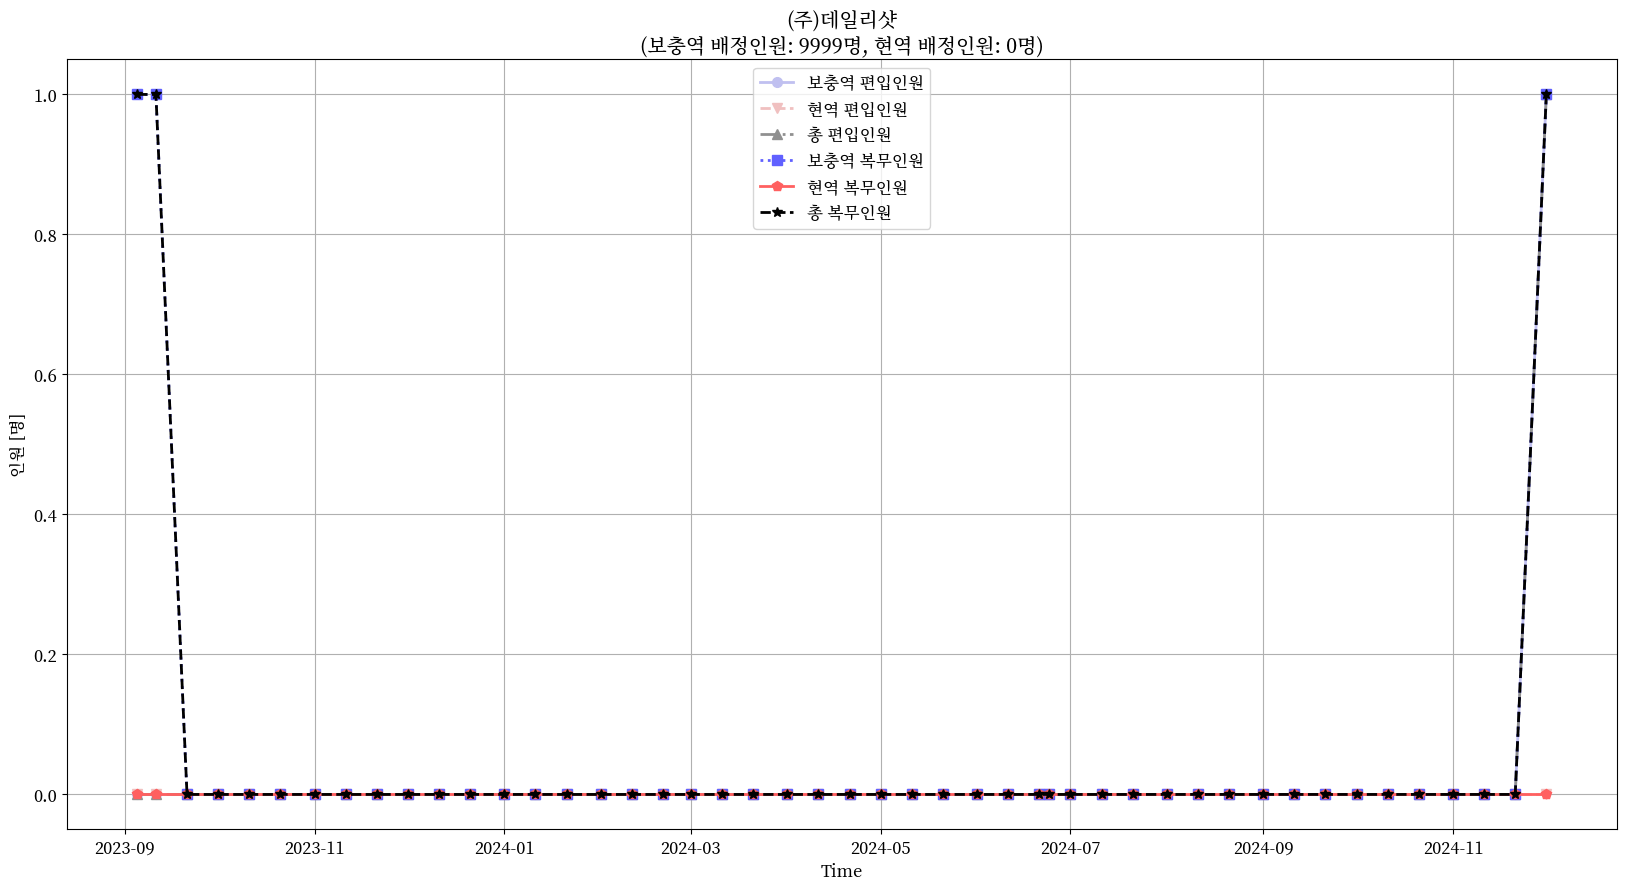 (주)데일리샷
(보충역 배정인원: 9999명, 현역 배정인원: 0명)
보충역 편입인원
현역 편입인원
총 편입인원
보충역 복무인원
현역 복무인원
총 복무인원
인원 [명]
1.0
0.8
0.6
0.4
0.2
0.0
2023-09
2023-11
2024-01
2024-03
2024-05
2024-07
2024-09
2024-11
Time